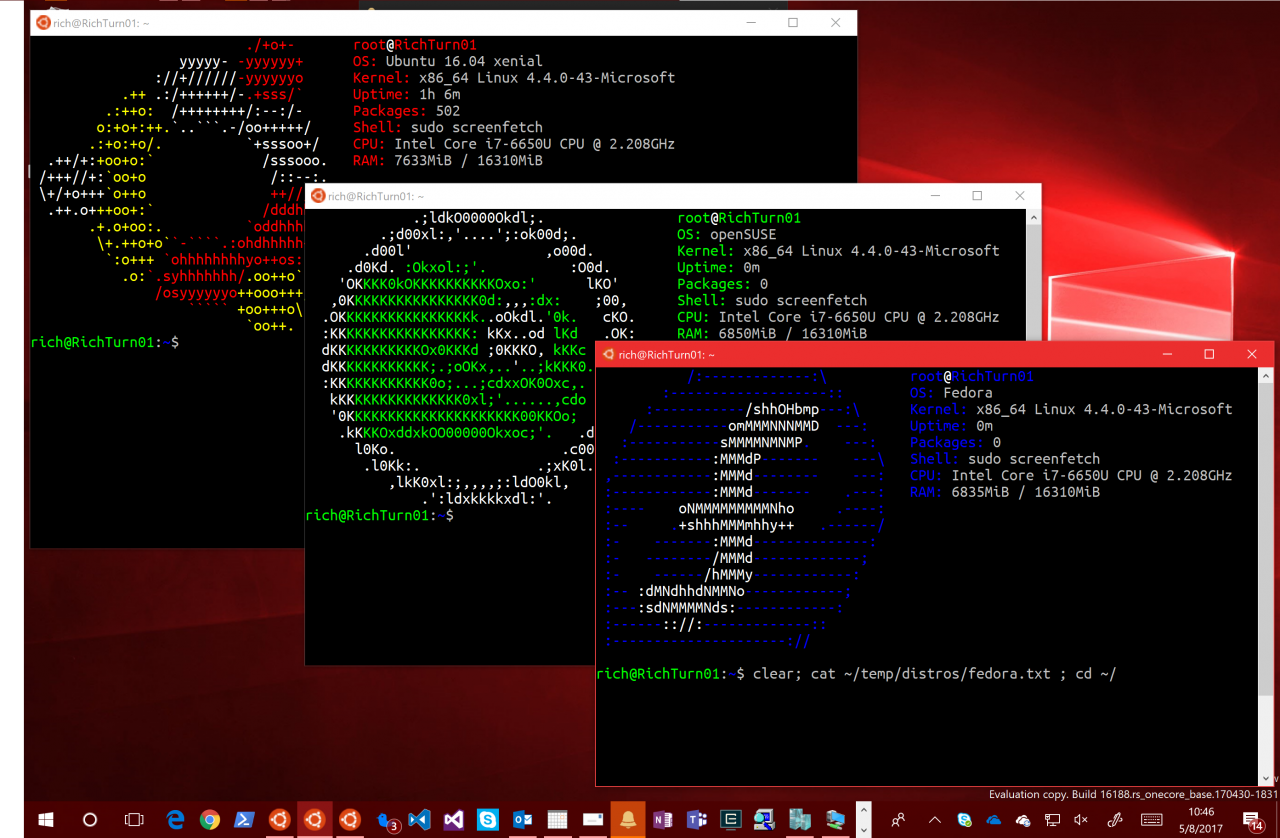 rich@RichTurn01: ~
root@RichTurn01
OS: Ubuntu 16.04 xenial
Kernel: x86_64 Linux 4.4.0-43-Microsoft
Uptime: 1h 6m
Packages: 502
Shell: sudo screenfetch
CPU: Intel Core i7-6650U CPU @ 2.208GHz
RAM: 7633MiB / 16310MiB
rich@RichTurn01:~$
rich@RichTurn01: ~
root@RichTurn01
OS: openSUSE
Kernel: x86_64 Linux 4.4.0-43-Microsoft
Uptime: 0m
Packages: 0
Shell: sudo screenfetch
CPU: Intel Core i7-6650U CPU @ 2.208GHz
RAM: 6850MiB / 16310MiB
rich@RichTurn01:~$
rich@RichTurn01: ~
root@RichTurn01
OS: Fedora
Kernel: x86_64 Linux 4.4.0-43-Microsoft
Uptime: 0m
Packages: 0
Shell: sudo screenfetch
CPU: Intel Core i7-6650U CPU @ 2.208GHz
RAM: 6835MiB / 16310MiB
rich@RichTurn01:~$ clear; cat ~/temp/distros/fedora.txt ; cd ~/
Evaluation copy. Build 16188.rs_onecore_base.170430-1831
3
10:46
5/8/2017
14